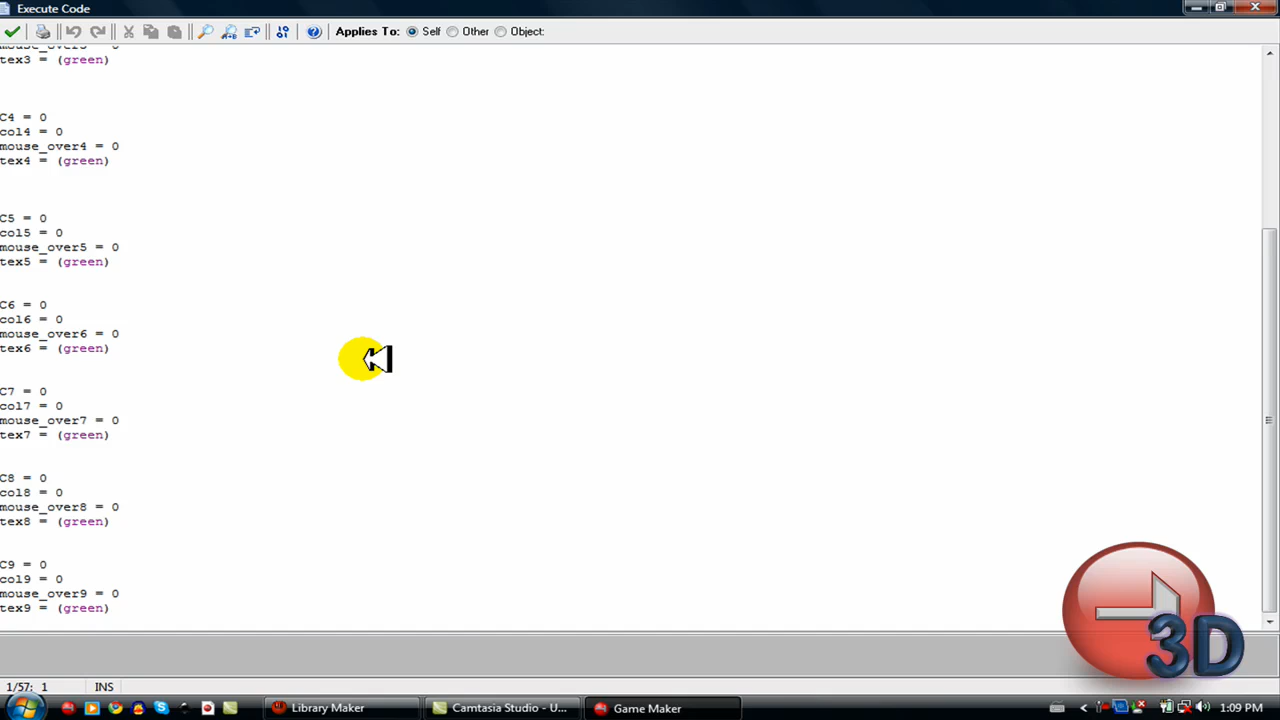 Execute Code
Applies To: Self Other Object:
tex3 = (green)
C4 = 0
col4 = 0
mouse_over4 = 0
tex4 = (green)
C5 = 0
col5 = 0
mouse_over5 = 0
tex5 = (green)
C6 = 0
col6 = 0
mouse_over6 = 0
tex6 = (green)
C7 = 0
col7 = 0
mouse_over7 = 0
tex7 = (green)
C8 = 0
col8 = 0
mouse_over8 = 0
tex8 = (green)
C9 = 0
col9 = 0
mouse_over9 = 0
tex9 = (green)
3D
1/57: 1 INS
Library Maker Camtasia Studio - U... Game Maker 1:09 PM